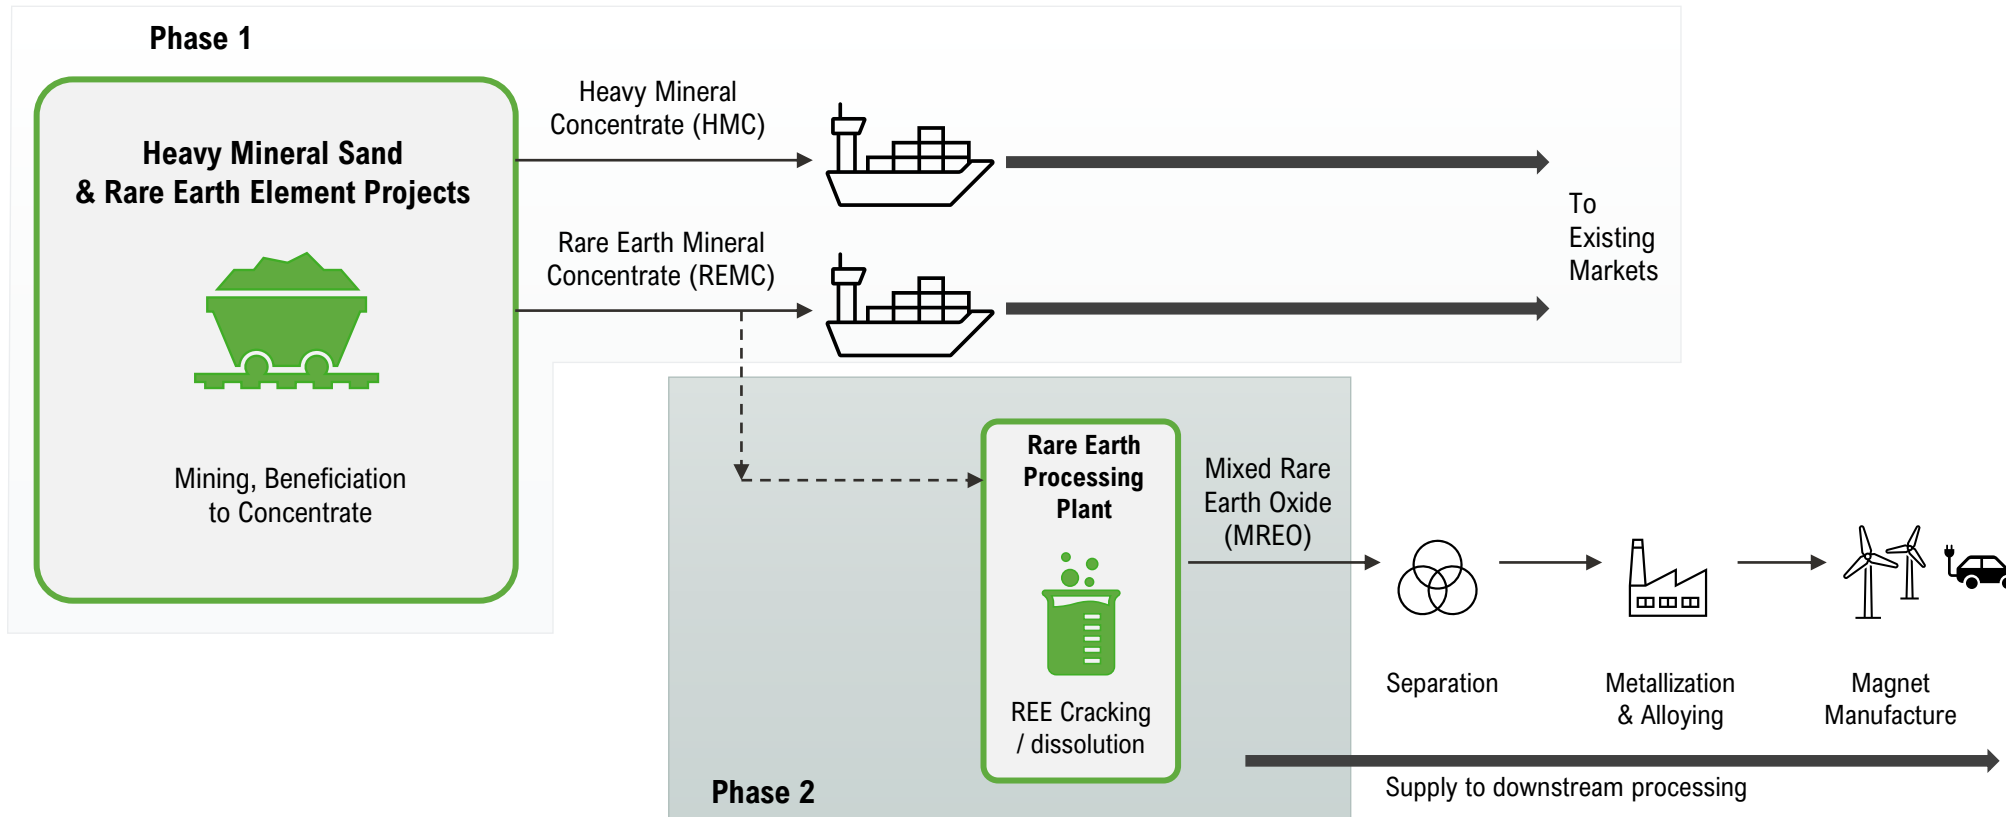 Phase 1
Heavy Mineral Sand
& Rare Earth Element Projects
Mining, Beneficiation
to Concentrate
Heavy Mineral
Concentrate (HMC)
Rare Earth Mineral
Concentrate (REMC)
To
Existing
Markets
Phase 2
Rare Earth
Processing
Plant
REE Cracking
/ dissolution
Mixed Rare
Earth Oxide
(MREO)
Separation
Metallization
& Alloying
Magnet
Manufacture
Supply to downstream processing